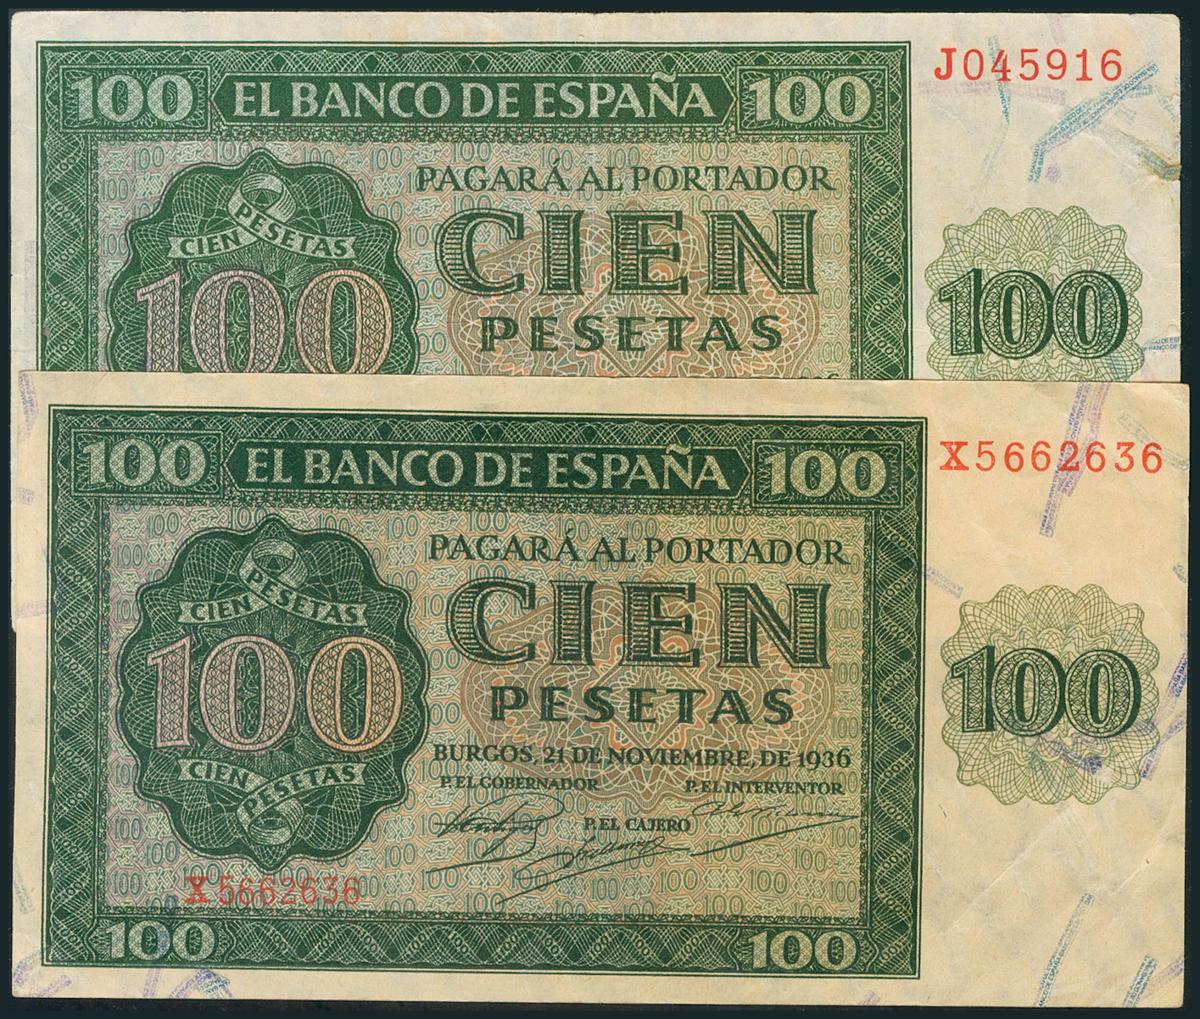 J045916
100 EL BANCO DE ESPAÑA 100
PAGARÁ AL PORTADOR
CIEN PESETAS
CIEN
100
PESETAS
100
X5662636
100 EL BANCO DE ESPAÑA 100
PAGARÁ AL PORTADOR
CIEN PESETAS
CIEN
100
PESETAS
100
BURGOS, 21 DE NOVIEMBRE, DE 1936
P. EL GOBERNADOR P. EL INTERVENTOR
CIEN PESETAS
P. EL CAJERO
X5662636
100 100